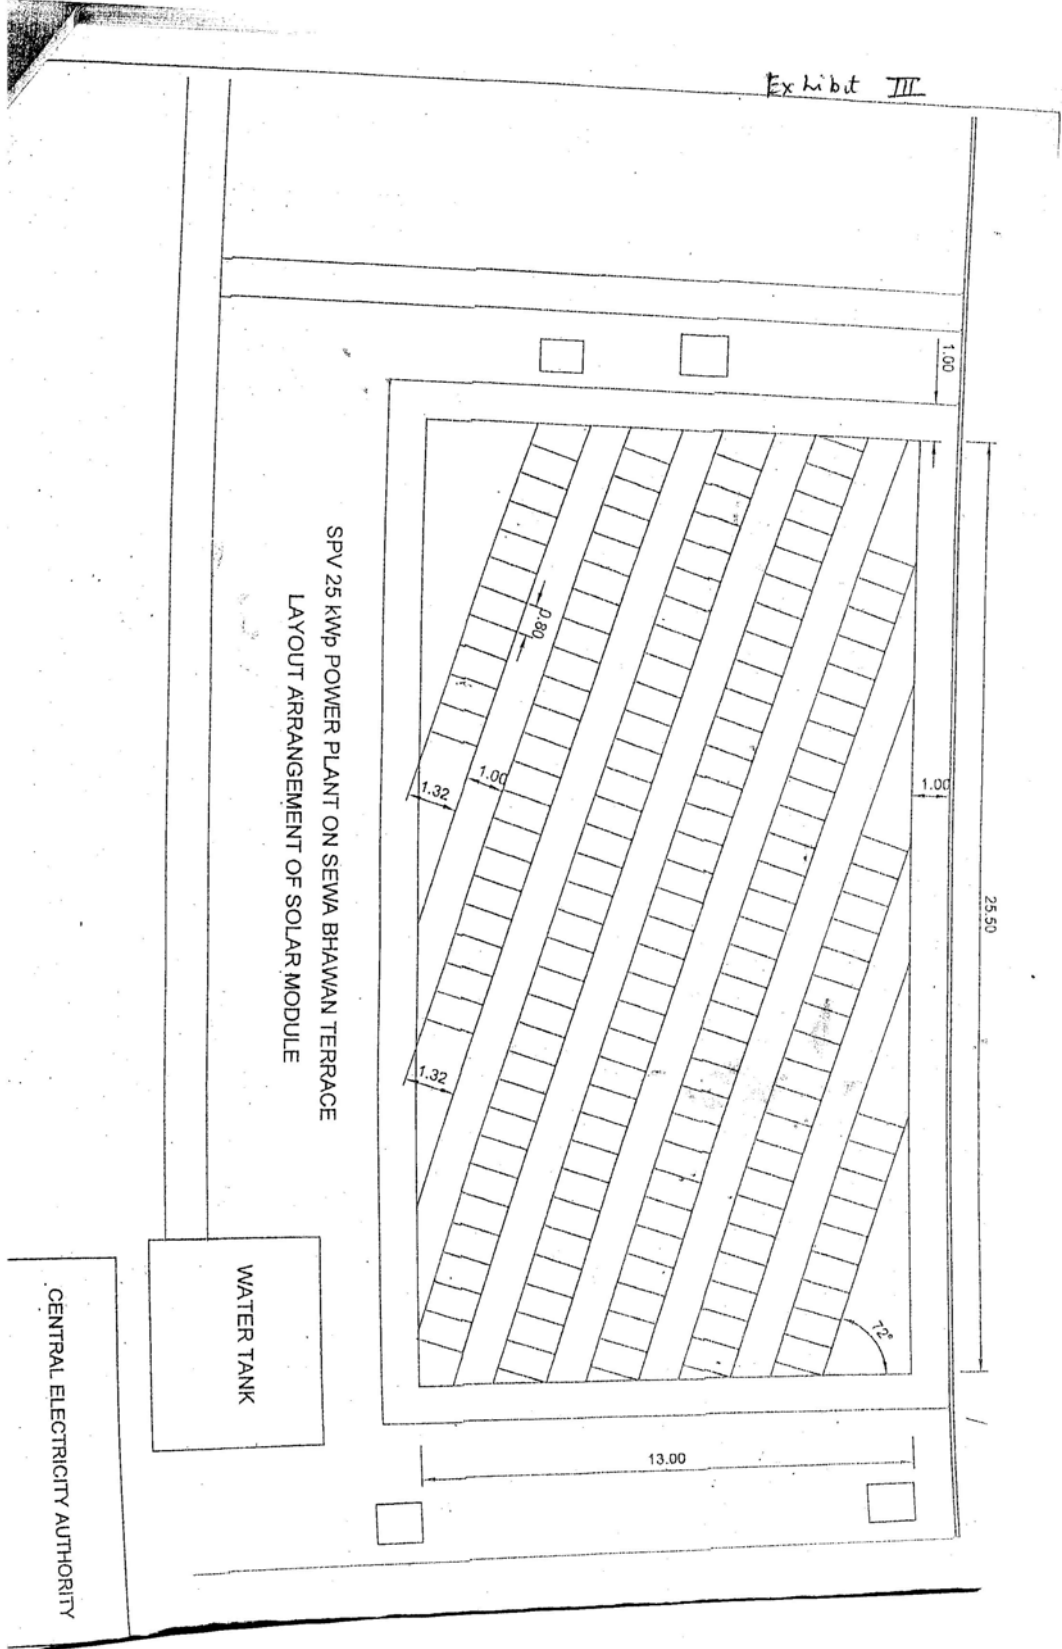 Exhibit III
1.00
25.50
1.00
0.80
1.00
1.32
1.32
72°
13.00
SPV 25 kWp POWER PLANT ON SEWA BHAWAN TERRACE
LAYOUT ARRANGEMENT OF SOLAR MODULE
WATER TANK
CENTRAL ELECTRICITY AUTHORITY